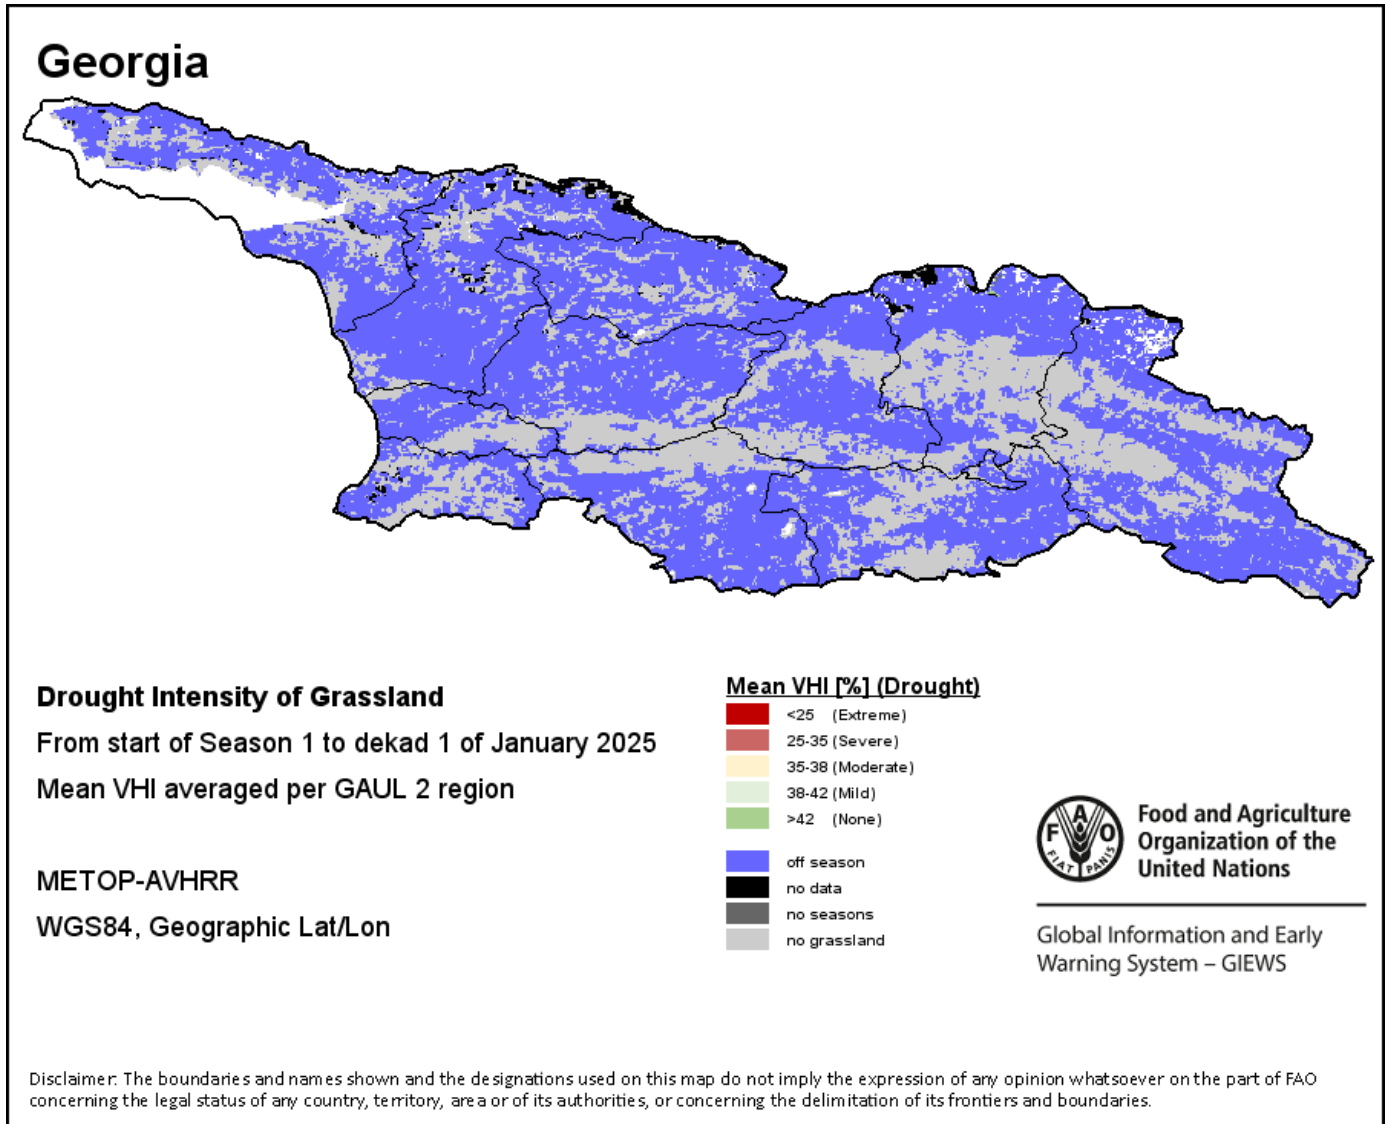 Georgia
Drought Intensity of Grassland
From start of Season 1 to dekad 1 of January 2025
Mean VHI averaged per GAUL 2 region
METOP-AVHRR
WGS84, Geographic Lat/Lon
Mean VHI [%] (Drought)
<25 (Extreme)
25-35 (Severe)
35-38 (Moderate)
38-42 (Mild)
>42 (None)
off season
no data
no seasons
no grassland
F A O
FIAT PANIS
Food and Agriculture
Organization of the
United Nations
Global Information and Early
Warning System – GIEWS
Disclaimer: The boundaries and names shown and the designations used on this map do not imply the expression of any opinion whatsoever on the part of FAO
concerning the legal status of any country, territory, area or of its authorities, or concerning the delimitation of its frontiers and boundaries.